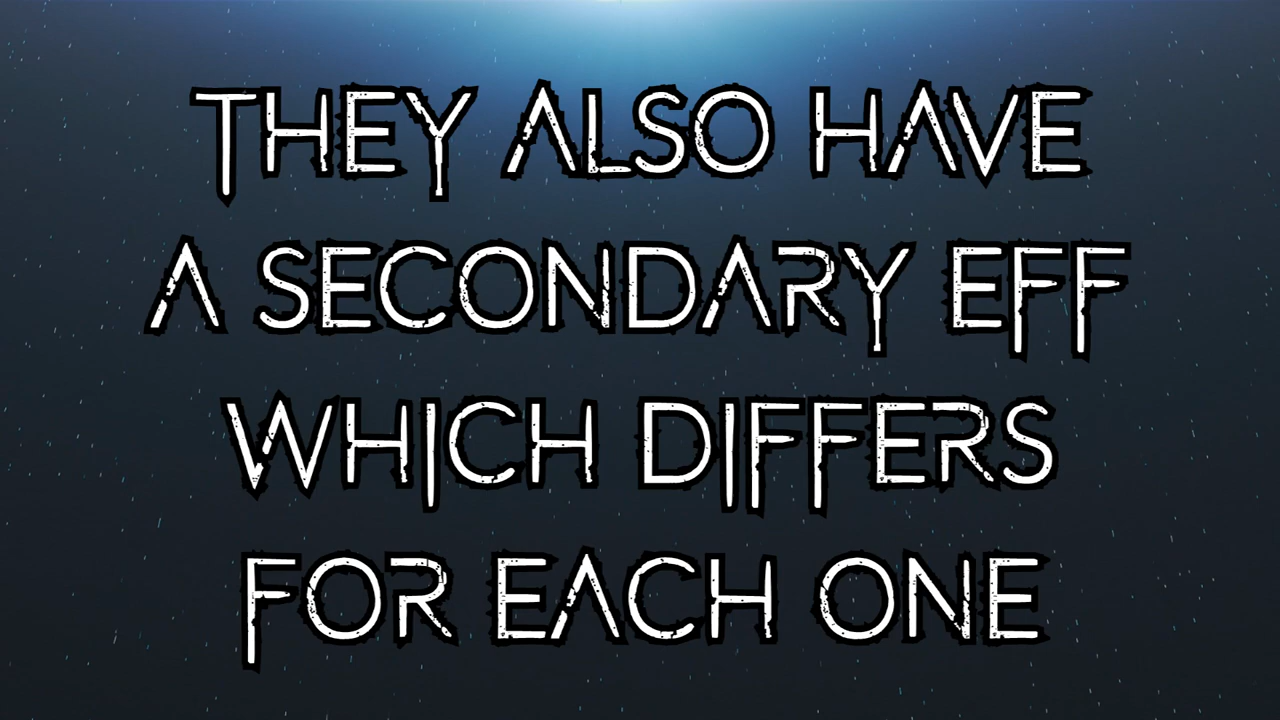 THEY ALSO HAVE
A SECONDARY EFF
WHICH DIFFERS
FOR EACH ONE